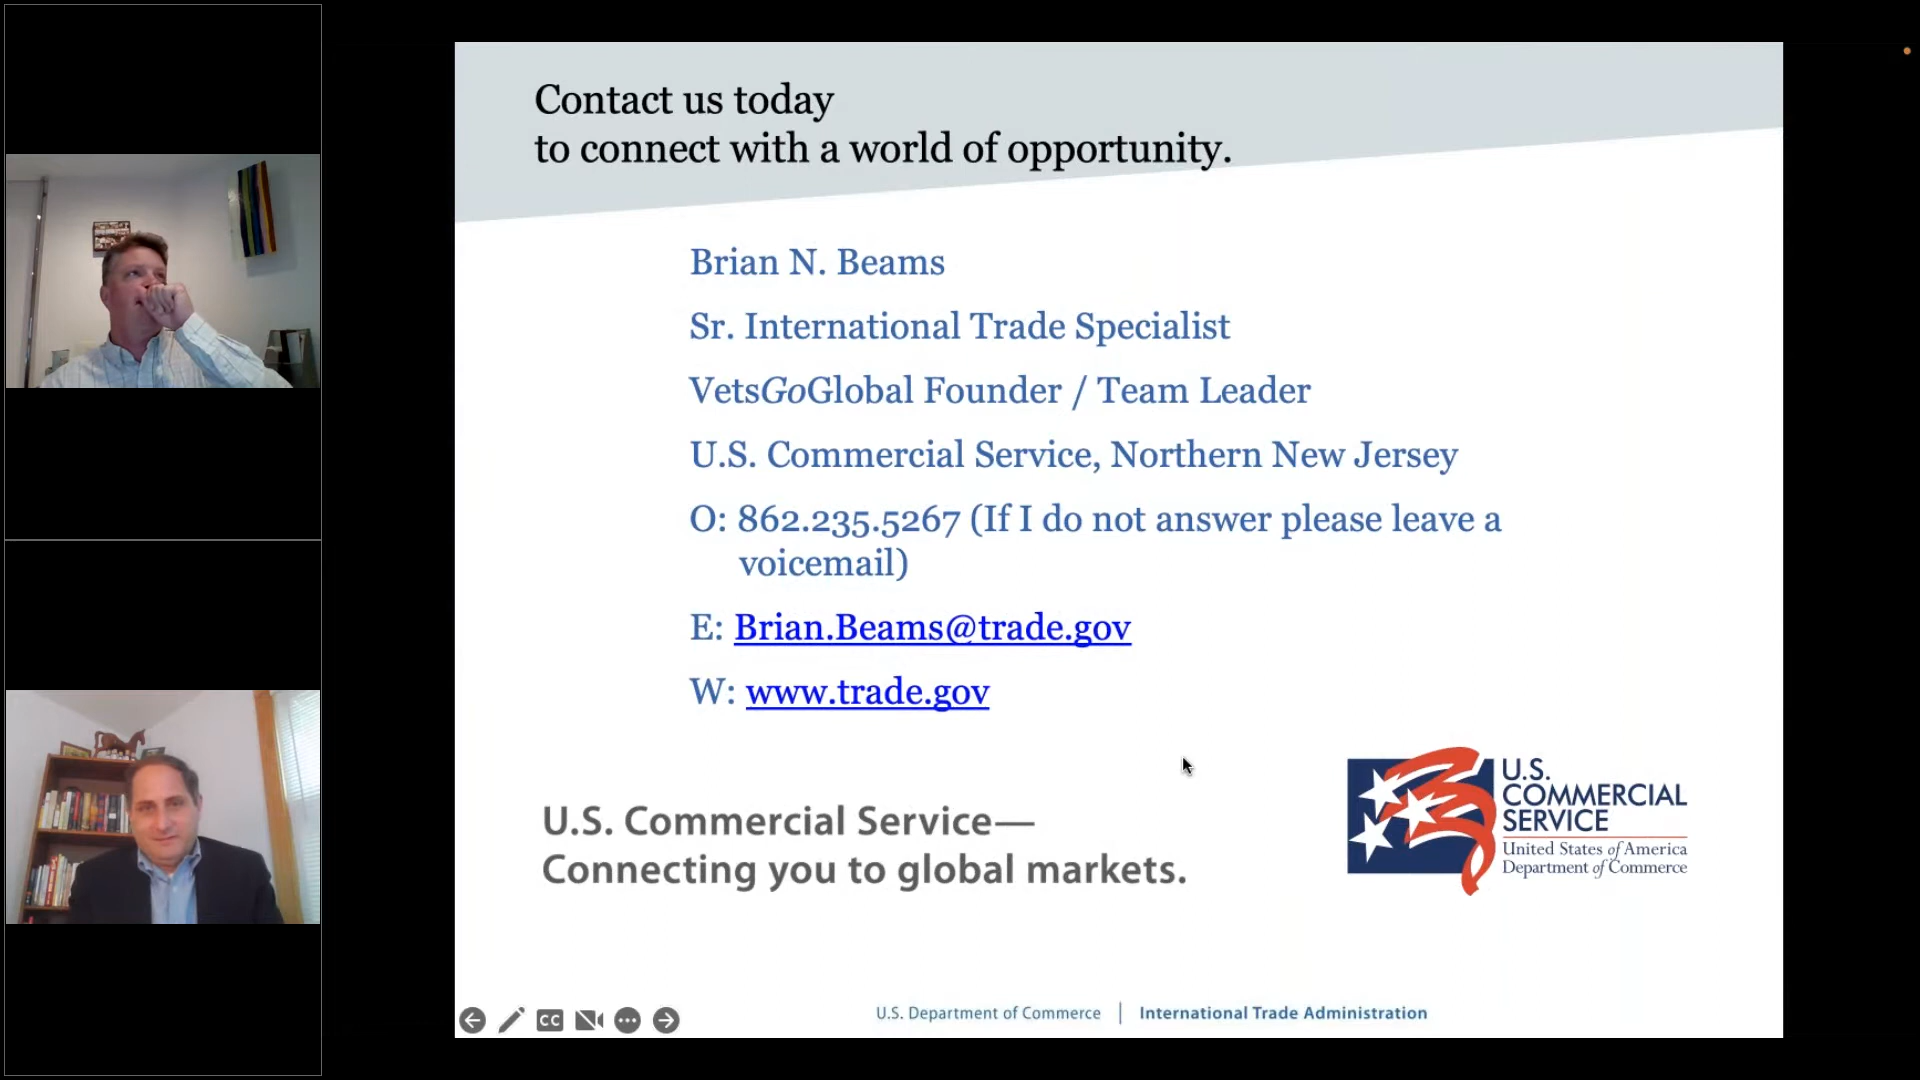 Contact us today
to connect with a world of opportunity.
Brian N. Beams
Sr. International Trade Specialist
VetsGoGlobal Founder / Team Leader
U.S. Commercial Service, Northern New Jersey
O: 862.235.5267 (If I do not answer please leave a
voicemail)
E: Brian.Beams@trade.gov
W: www.trade.gov
U.S. Commercial Service—
Connecting you to global markets.
U.S.
COMMERCIAL
SERVICE
United States of America
Department of Commerce
CC
U.S. Department of Commerce | International Trade Administration